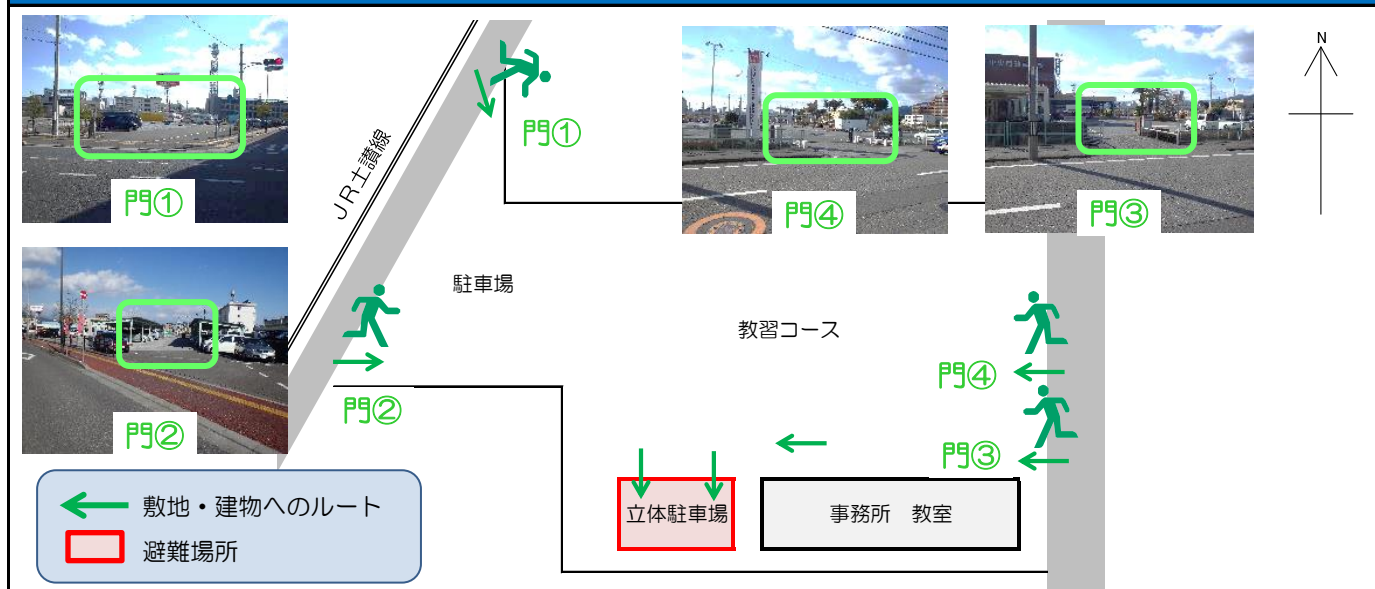 門①
門②
JR土讃線
門①
門④
門③
N
駐車場
教習コース
門②
門④
門③
立体駐車場
事務所　教室
敷地・建物へのルート
避難場所